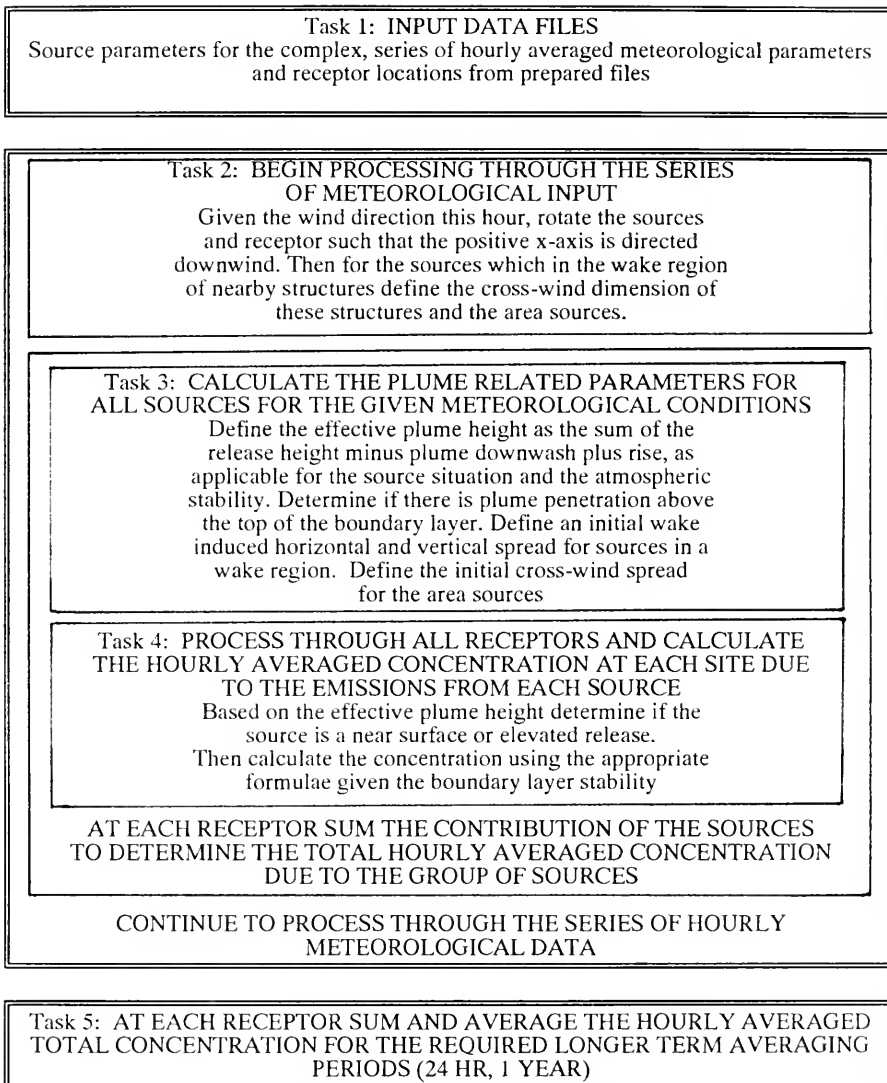 Task 1: INPUT DATA FILES
Source parameters for the complex, series of hourly averaged meteorological parameters
and receptor locations from prepared files
Task 2: BEGIN PROCESSING THROUGH THE SERIES
OF METEOROLOGICAL INPUT
Given the wind direction this hour, rotate the sources
and receptor such that the positive x-axis is directed
downwind. Then for the sources which in the wake region
of nearby structures define the cross-wind dimension of
these structures and the area sources.
Task 3: CALCULATE THE PLUME RELATED PARAMETERS FOR
ALL SOURCES FOR THE GIVEN METEOROLOGICAL CONDITIONS
Define the effective plume height as the sum of the
release height minus plume downwash plus rise, as
applicable for the source situation and the atmospheric
stability. Determine if there is plume penetration above
the top of the boundary layer. Define an initial wake
induced horizontal and vertical spread for sources in a
wake region. Define the initial cross-wind spread
for the area sources
Task 4: PROCESS THROUGH ALL RECEPTORS AND CALCULATE
THE HOURLY AVERAGED CONCENTRATION AT EACH SITE DUE
TO THE EMISSIONS FROM EACH SOURCE
Based on the effective plume height determine if the
source is a near surface or elevated release.
Then calculate the concentration using the appropriate
formulae given the boundary layer stability
AT EACH RECEPTOR SUM THE CONTRIBUTION OF THE SOURCES
TO DETERMINE THE TOTAL HOURLY AVERAGED CONCENTRATION
DUE TO THE GROUP OF SOURCES
CONTINUE TO PROCESS THROUGH THE SERIES OF HOURLY
METEOROLOGICAL DATA
Task 5: AT EACH RECEPTOR SUM AND AVERAGE THE HOURLY AVERAGED
TOTAL CONCENTRATION FOR THE REQUIRED LONGER TERM AVERAGING
PERIODS (24 HR, 1 YEAR)